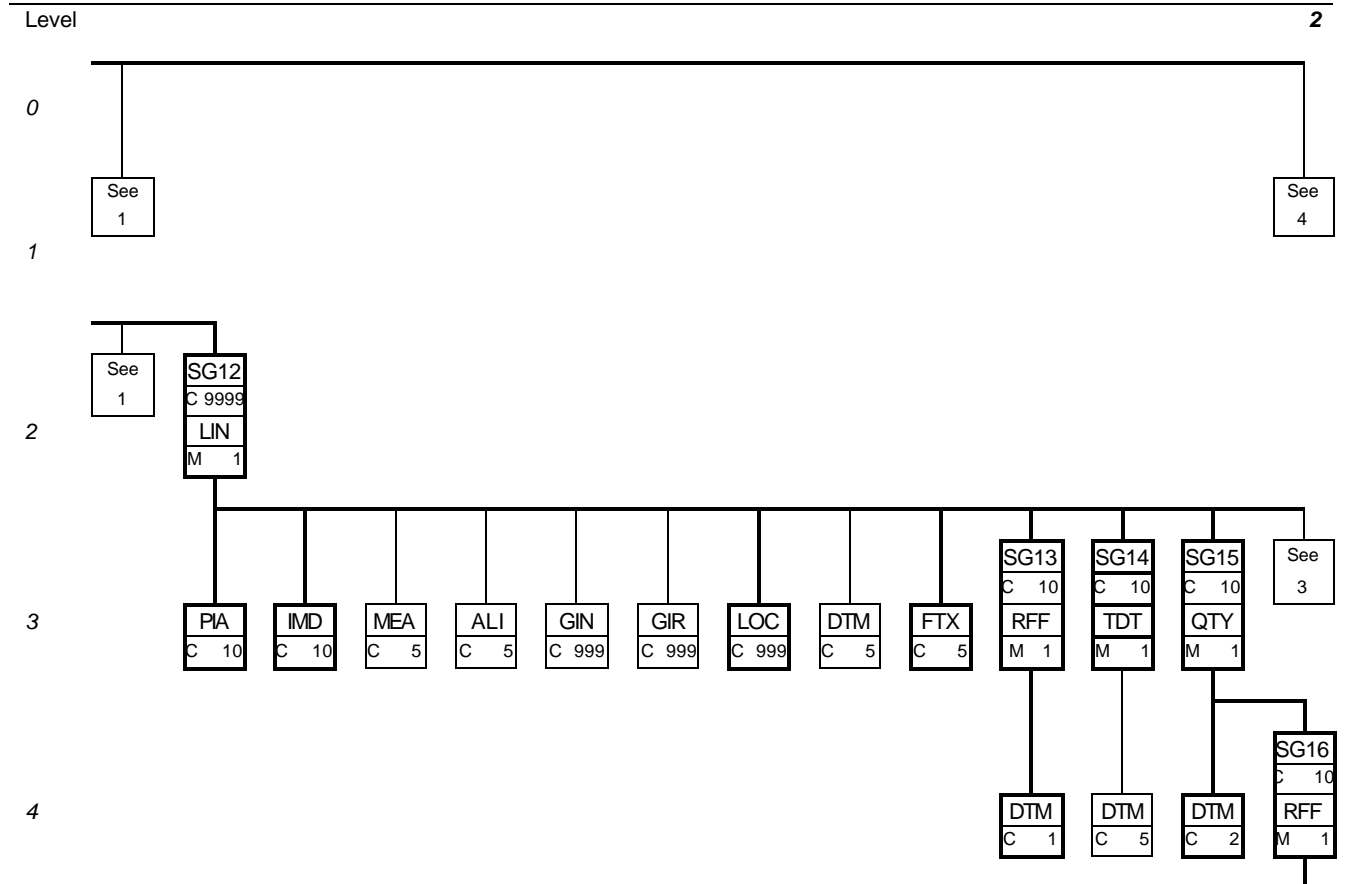 Level 2
0
See See
1 4
1
See SG12
1 C 9999
2 LIN
M 1
SG13 SG14 SG15 See
C 10 C 10 C 10 3
3 PIA IMD MEA ALI GIN GIR LOC DTM FTX RFF TDT QTY
C 10 C 10 C 5 C 5 C 999 C 999 C 999 C 5 C 5 M 1 M 1 M 1
SG16
C 10
4 DTM DTM DTM RFF
C 1 C 5 C 2 M 1